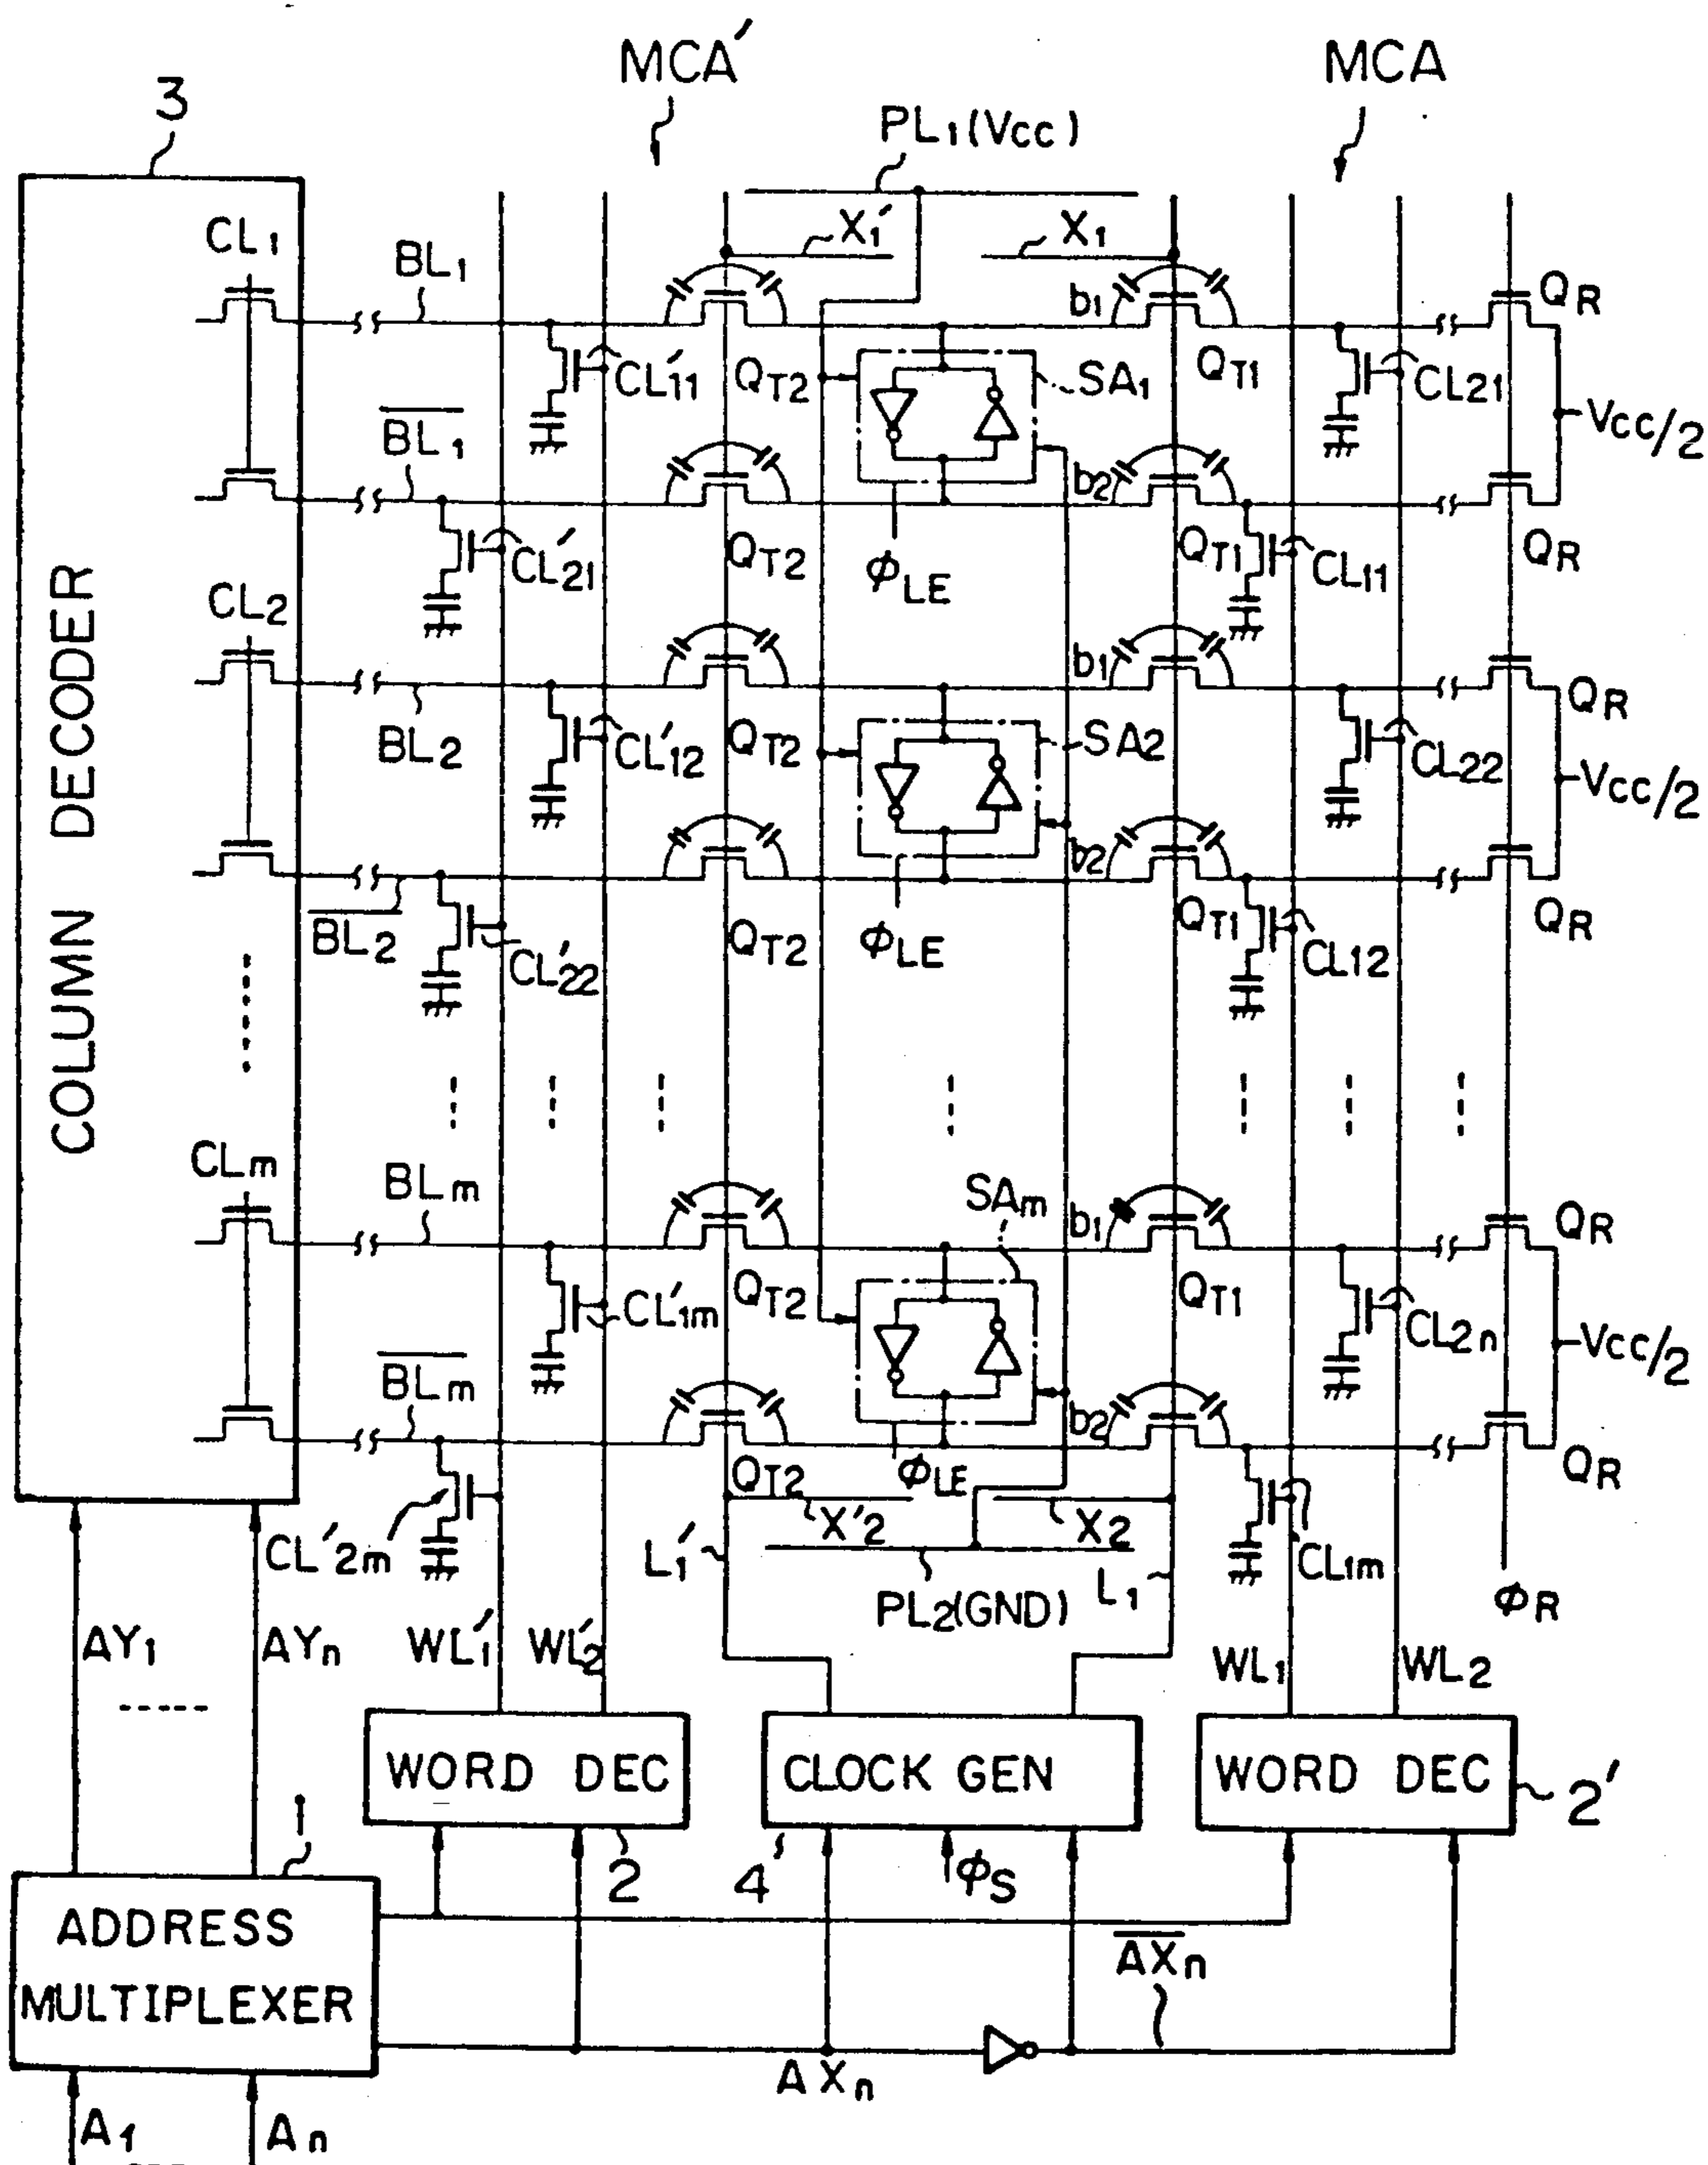 MCA′ MCA
3 PL1(Vcc)
X1′ X1
CL1 BL1 b1 QR
CL′11 QT2 SA1 QT1 CL21
Vcc/2
B̅L̅1̅ b2
CL′21 QT2 φLE QT1 CL11 QR
COLUMN DECODER
CL2 b1
BL2 CL′12 QT2 SA2 CL22 QR
Vcc/2
b2
B̅L̅2̅ CL′22 QT2 φLE QT1 CL12 QR
CLm BLm SAm b1 QR
CL′1m QT2 QT1 CL2n
Vcc/2
B̅L̅m̅ b2
QT2 φLE QR
CL′2m X′2 X2 CL1m
L1′ PL2(GND) L1 φR
AY1 AYn WL′1 WL′2 WL1 WL2
WORD DEC CLOCK GEN WORD DEC
1 2 4 φS 2′
ADDRESS
MULTIPLEXER
A̅X̅n̅
AXn
A1 An